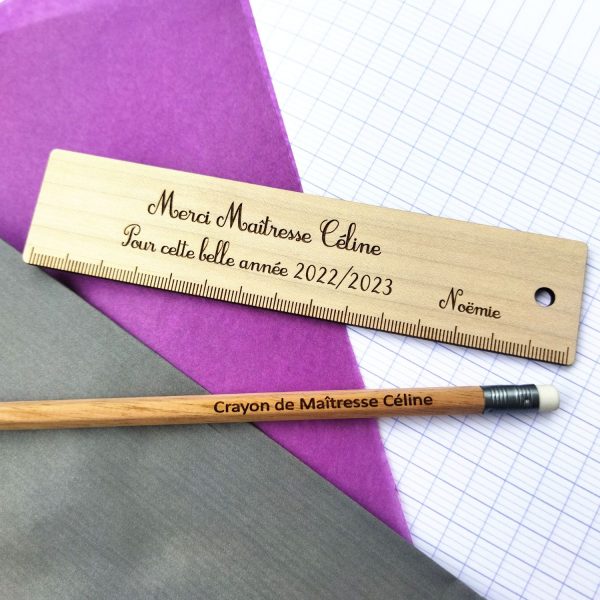 Merci Maîtresse Céline
Pour cette belle année 2022/2023
Noëmie
Crayon de Maîtresse Céline